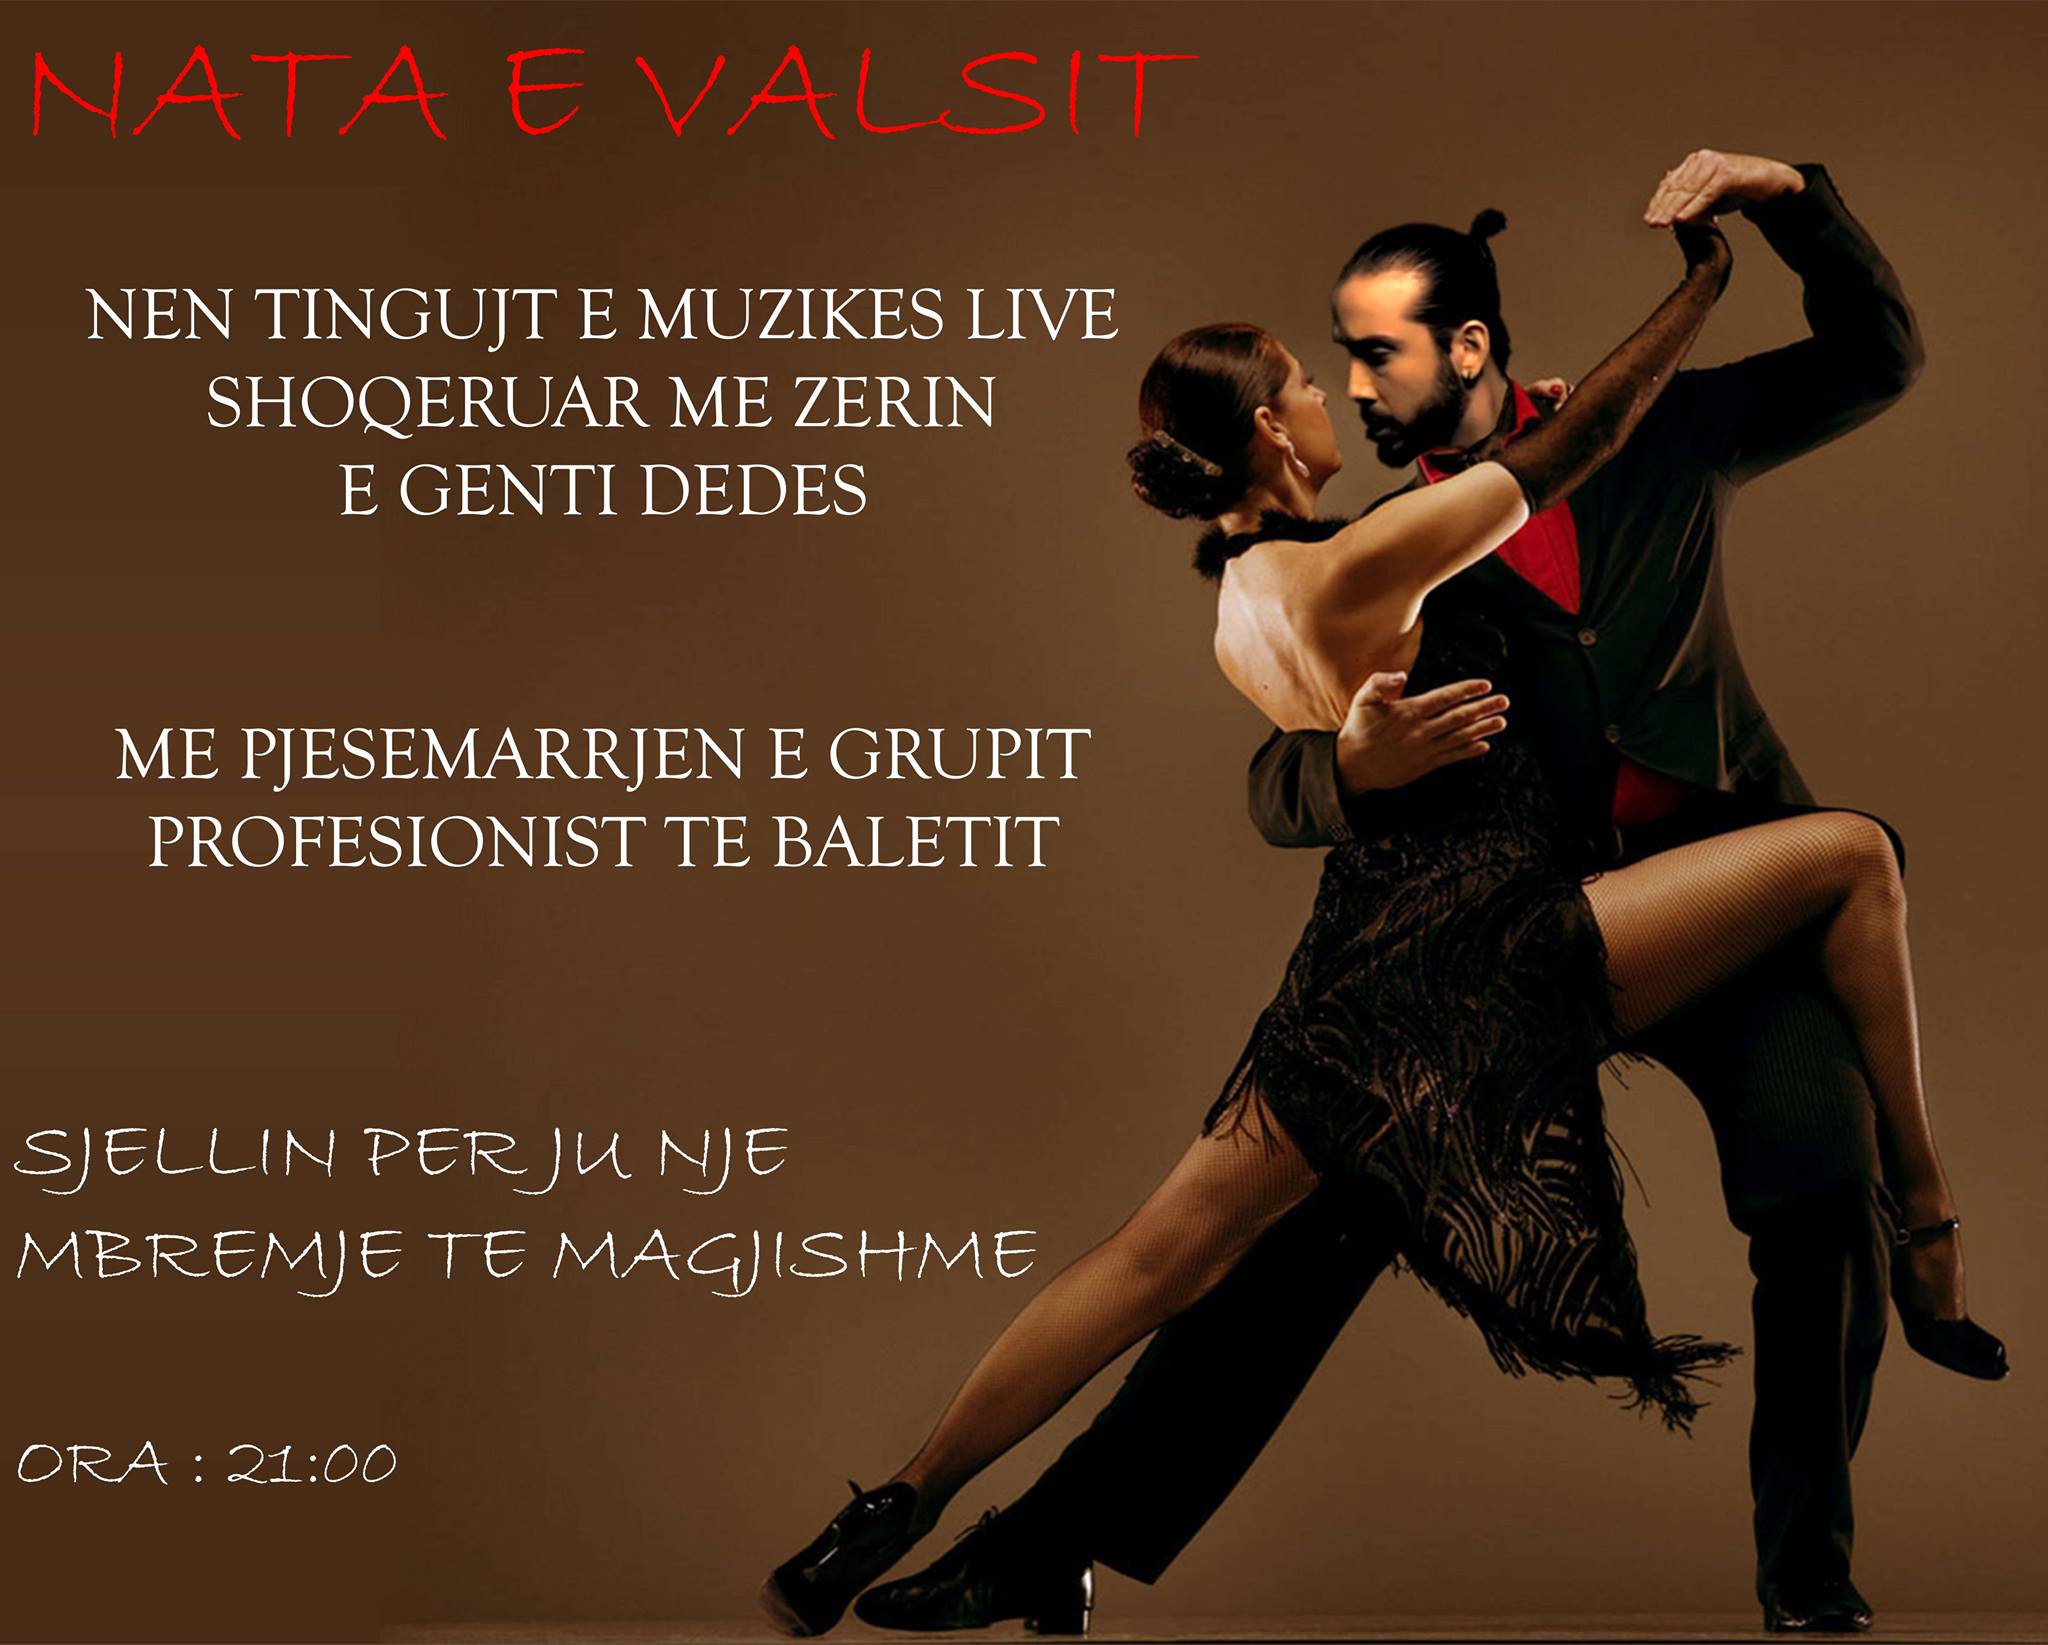 NATA E VALSIT
NEN TINGUJT E MUZIKES LIVE
SHOQERUAR ME ZERIN
E GENTI DEDES
ME PJESEMARRJEN E GRUPIT
PROFESIONIST TE BALETIT
SJELLIN PER JU NJE
MBREMJE TE MAGJISHME
ORA : 21:00